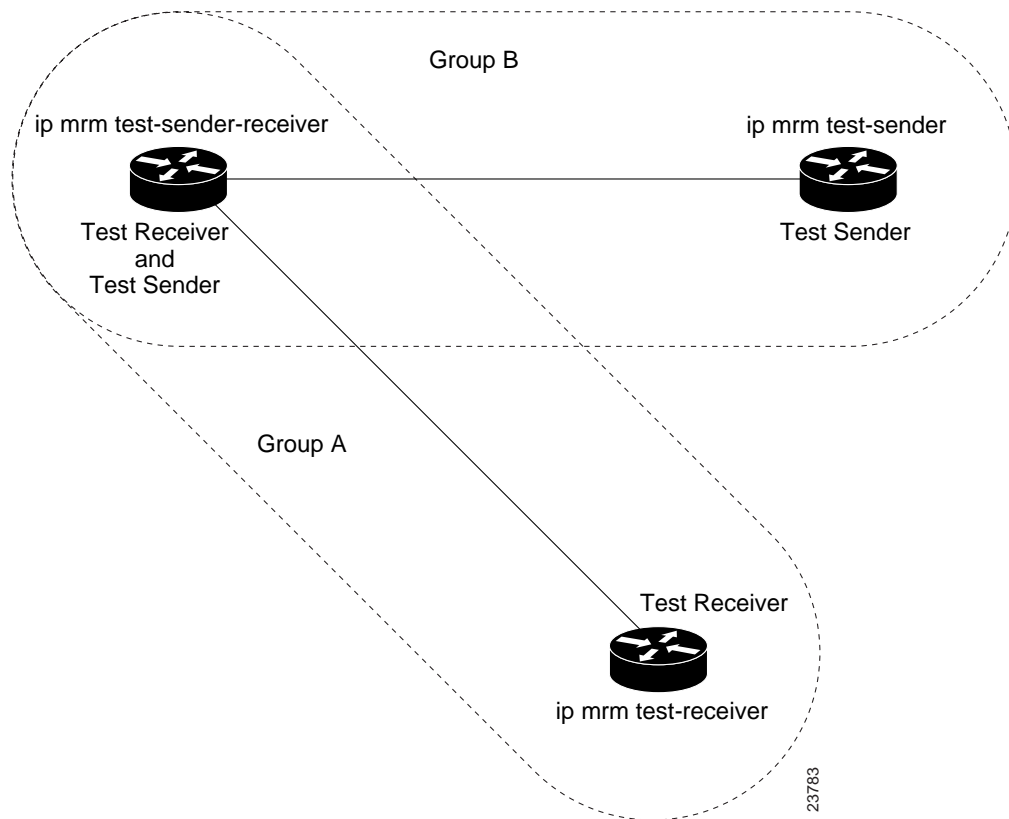 Group B
ip mrm test-sender-receiver
ip mrm test-sender
Test Receiver
and
Test Sender
Test Sender
Group A
Test Receiver
ip mrm test-receiver
23783